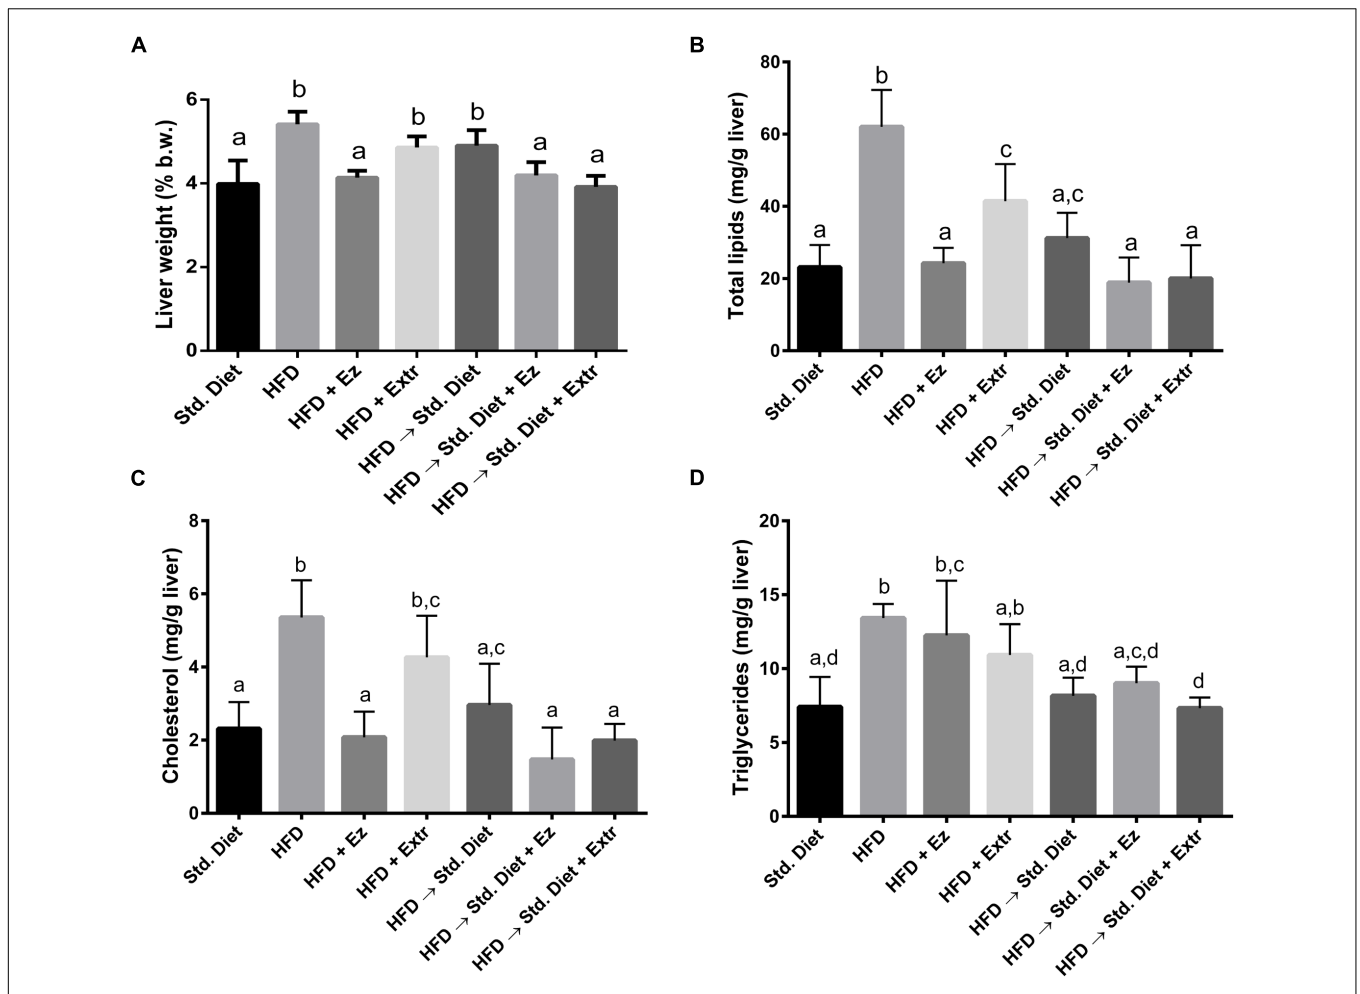 A
Liver weight (% b.w.)
6
4
2
0
a
b
a
b
b
a
a
Std. Diet
HFD
HFD + Ez
HFD + Extr
HFD → Std. Diet
HFD → Std. Diet + Ez
HFD → Std. Diet + Extr
B
Total lipids (mg/g liver)
80
60
40
20
0
a
b
a
c
a,c
a
a
Std. Diet
HFD
HFD + Ez
HFD + Extr
HFD → Std. Diet
HFD → Std. Diet + Ez
HFD → Std. Diet + Extr
C
Cholesterol (mg/g liver)
8
6
4
2
0
a
b
a
b,c
a,c
a
a
Std. Diet
HFD
HFD + Ez
HFD + Extr
HFD → Std. Diet
HFD → Std. Diet + Ez
HFD → Std. Diet + Extr
D
Triglycerides (mg/g liver)
20
15
10
5
0
a,d
b
b,c
a,b
a,d
a,c,d
d
Std. Diet
HFD
HFD + Ez
HFD + Extr
HFD → Std. Diet
HFD → Std. Diet + Ez
HFD → Std. Diet + Extr